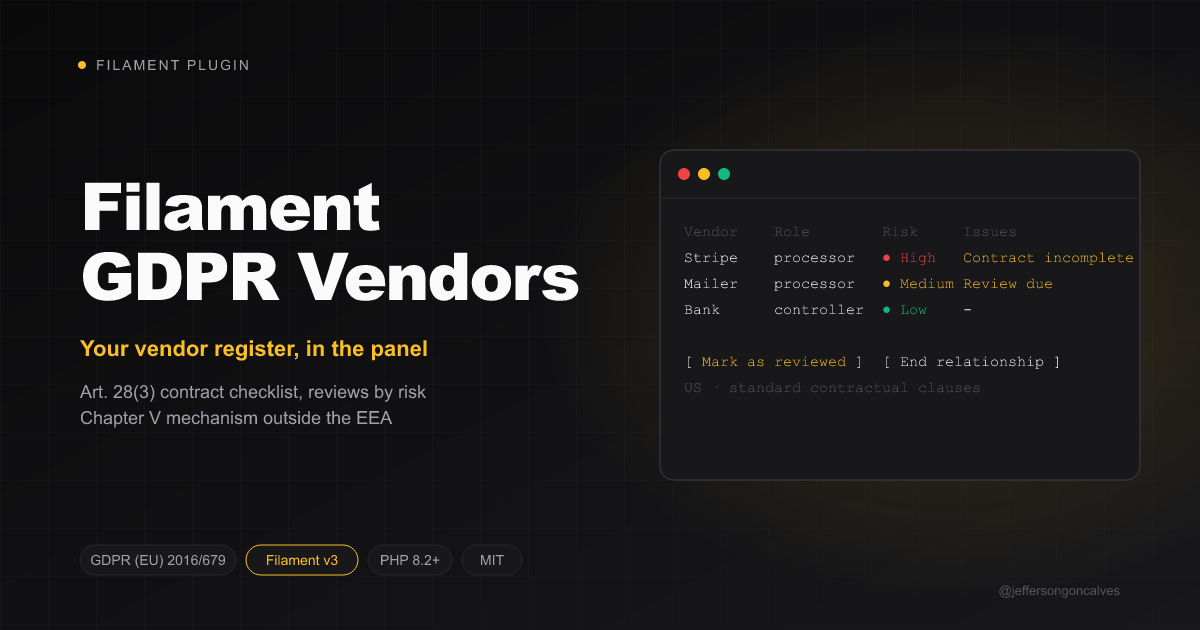 FILAMENT PLUGIN
Filament
GDPR Vendors
Your vendor register, in the panel
Art. 28(3) contract checklist, reviews by risk
Chapter V mechanism outside the EEA
Vendor Role Risk Issues
Stripe processor High Contract incomplete
Mailer processor Medium Review due
Bank controller Low –
[ Mark as reviewed ] [ End relationship ]
US · standard contractual clauses
GDPR (EU) 2016/679 Filament v3 PHP 8.2+ MIT
@jeffersongoncalves